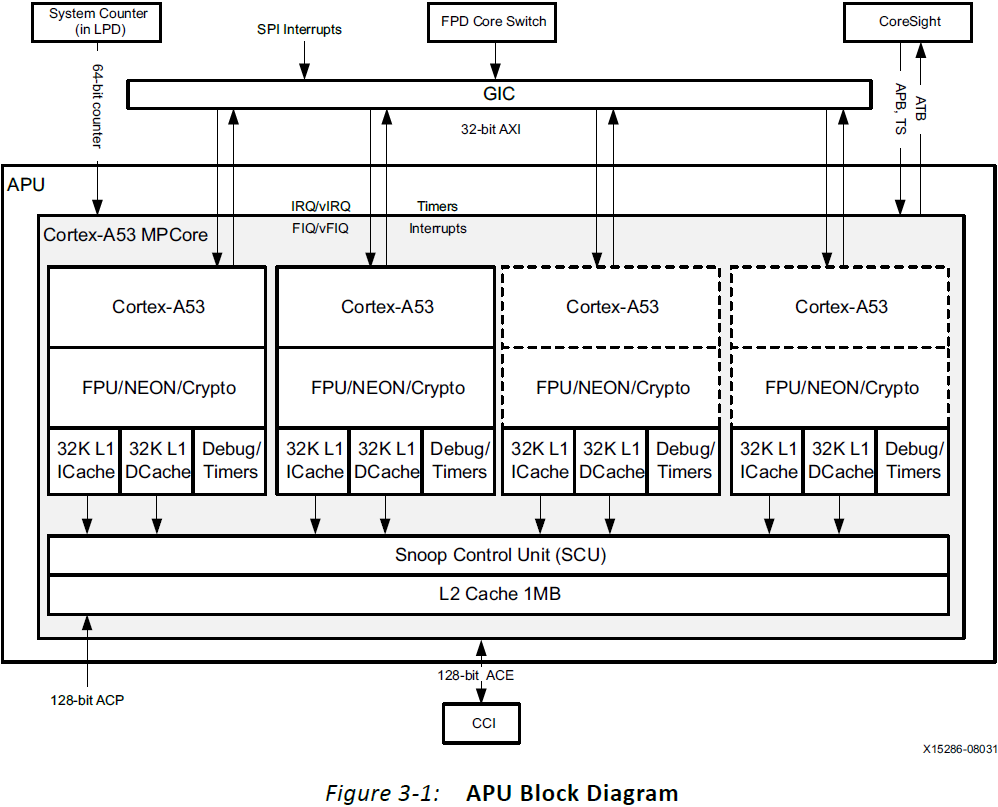 System Counter
(in LPD)
SPI Interrupts
FPD Core Switch
CoreSight
64-bit counter
GIC
32-bit AXI
APB, TS
ATB
APU
IRQ/vIRQ
FIQ/vFIQ
Timers
Interrupts
Cortex-A53 MPCore
Cortex-A53
Cortex-A53
Cortex-A53
Cortex-A53
FPU/NEON/Crypto
FPU/NEON/Crypto
FPU/NEON/Crypto
FPU/NEON/Crypto
32K L1
ICache
32K L1
DCache
Debug/
Timers
32K L1
ICache
32K L1
DCache
Debug/
Timers
32K L1
ICache
32K L1
DCache
Debug/
Timers
32K L1
ICache
32K L1
DCache
Debug/
Timers
Snoop Control Unit (SCU)
L2 Cache 1MB
128-bit ACP
128-bit ACE
CCI
X15286-08031
Figure 3-1: APU Block Diagram